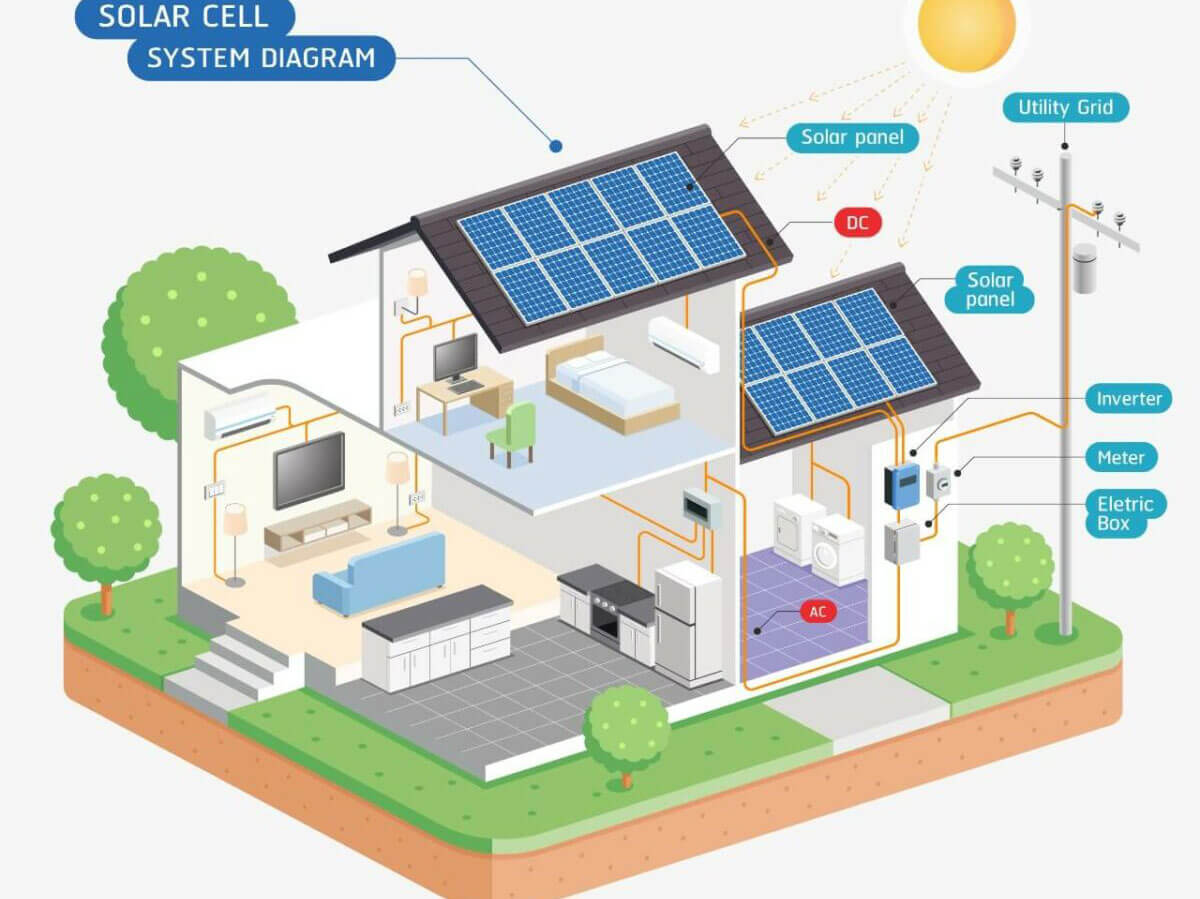 SOLAR CELL
SYSTEM DIAGRAM
Utility Grid
Solar panel
DC
Solar
panel
Inverter
Meter
Eletric
Box
AC